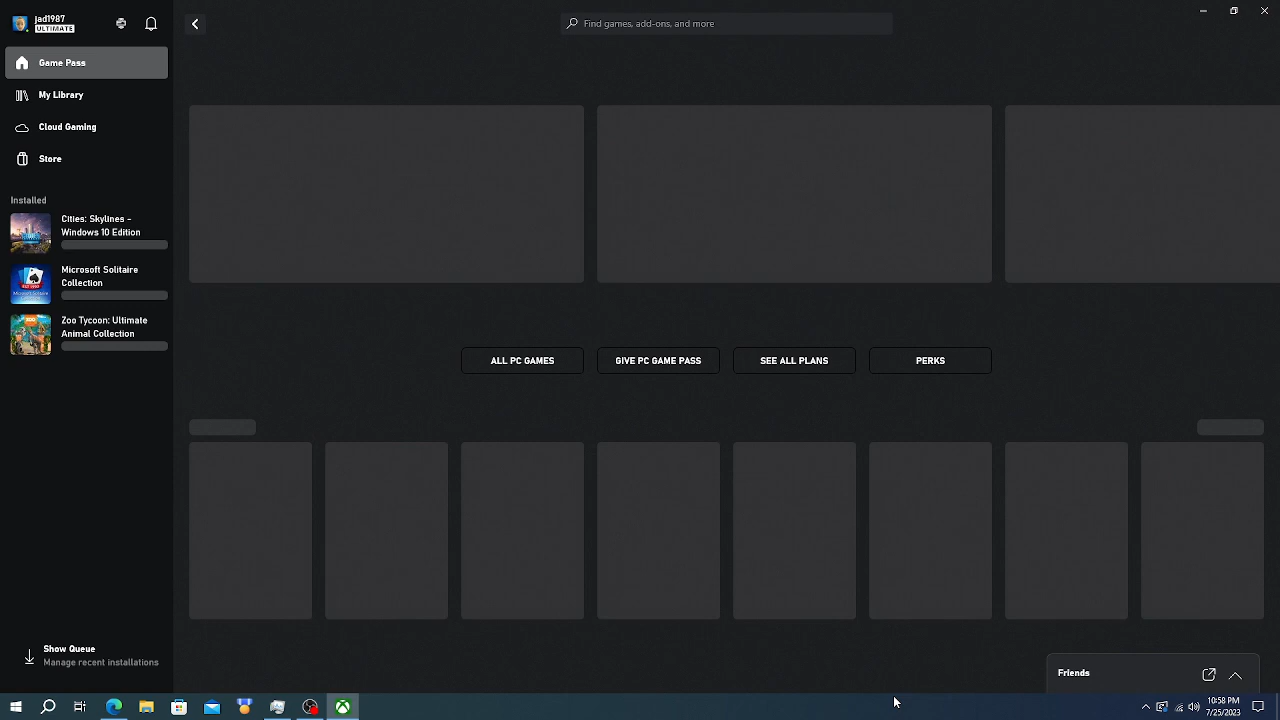 jad1987
ULTIMATE
Find games, add-ons, and more
Game Pass
My Library
Cloud Gaming
Store
Installed
Cities: Skylines -
Windows 10 Edition
Microsoft Solitaire
Collection
Zoo Tycoon: Ultimate
Animal Collection
ALL PC GAMES
GIVE PC GAME PASS
SEE ALL PLANS
PERKS
Show Queue
Manage recent installations
Friends
10:58 PM
7/25/2023